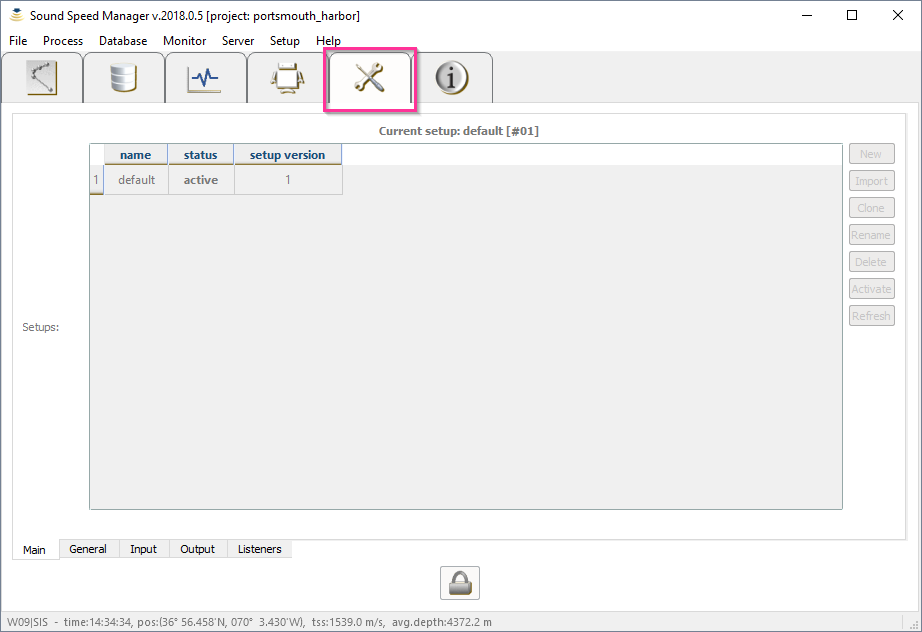 Sound Speed Manager v.2018.0.5 [project: portsmouth_harbor]
File Process Database Monitor Server Setup Help
i
Current setup: default [#01]
name status setup version
1 default active 1
New
Import
Clone
Rename
Delete
Activate
Refresh
Setups:
Main General Input Output Listeners
W09|SIS - time:14:34:34, pos:(36° 56.458'N, 070° 3.430'W), tss:1539.0 m/s, avg.depth:4372.2 m